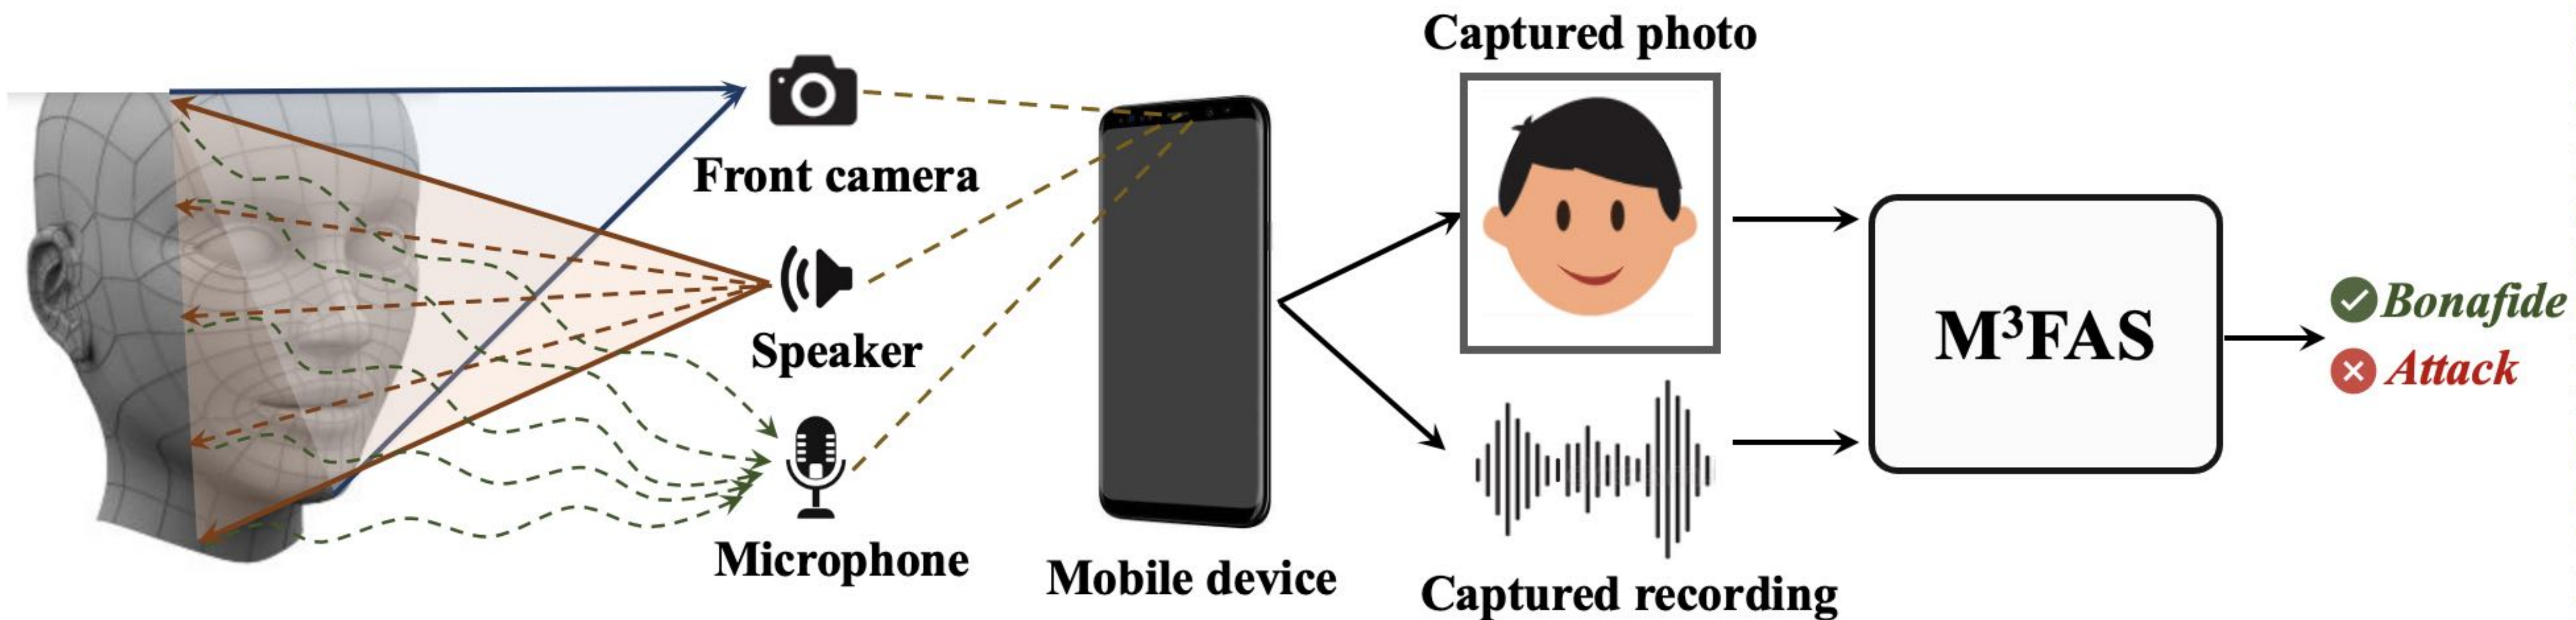 Captured photo
Front camera
Speaker
Microphone
Mobile device
Captured recording
M³FAS
Bonafide
Attack